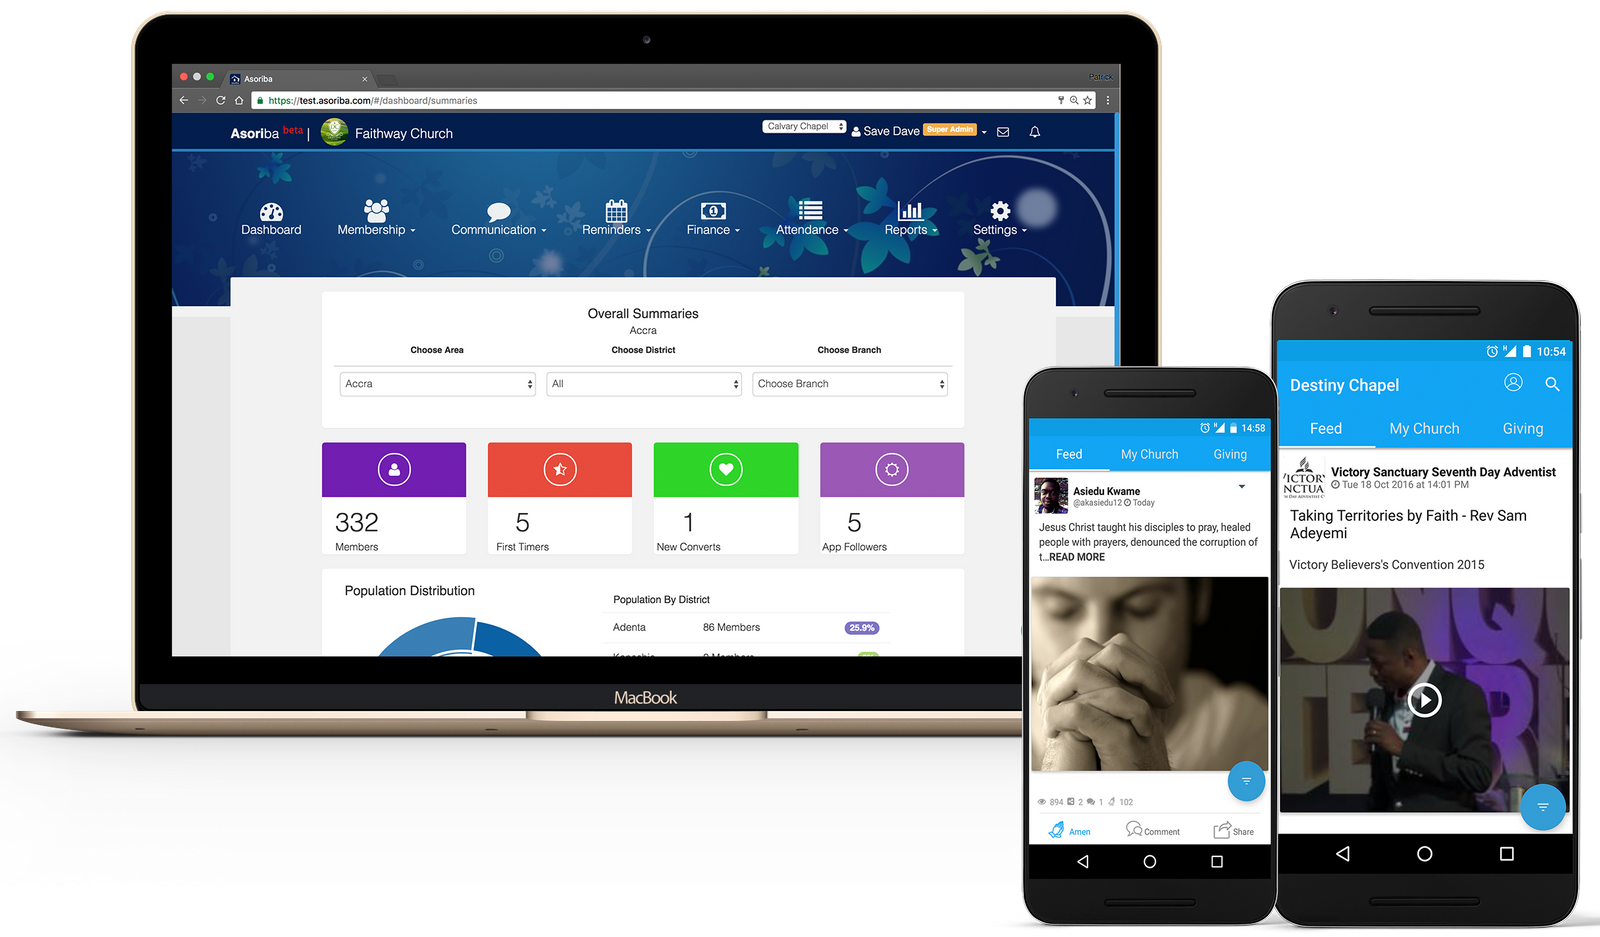 Asoriba
Patrick
https://test.asoriba.com/#/dashboard/summaries
Asoriba beta |
Faithway Church
Calvary Chapel
Save Dave
Super Admin
Dashboard
Membership
Communication
Reminders
Finance
Attendance
Reports
Settings
Overall Summaries
Accra
Choose Area
Choose District
Choose Branch
Accra
All
Choose Branch
332
Members
5
First Timers
1
New Converts
5
App Followers
Population Distribution
Population By District
Adenta
86 Members
25.9%
MacBook
14:58
Feed
My Church
Giving
Asiedu Kwame
@akasiedu12 Today
Jesus Christ taught his disciples to pray, healed
people with prayers, denounced the corruption of
t...READ MORE
894 2 1 102
Amen
Comment
Share
H 10:54
Destiny Chapel
Feed
My Church
Giving
VICTOR
NCTUA
Victory Sanctuary Seventh Day Adventist
Tue 18 Oct 2016 at 14:01 PM
Taking Territories by Faith - Rev Sam
Adeyemi
Victory Believers's Convention 2015